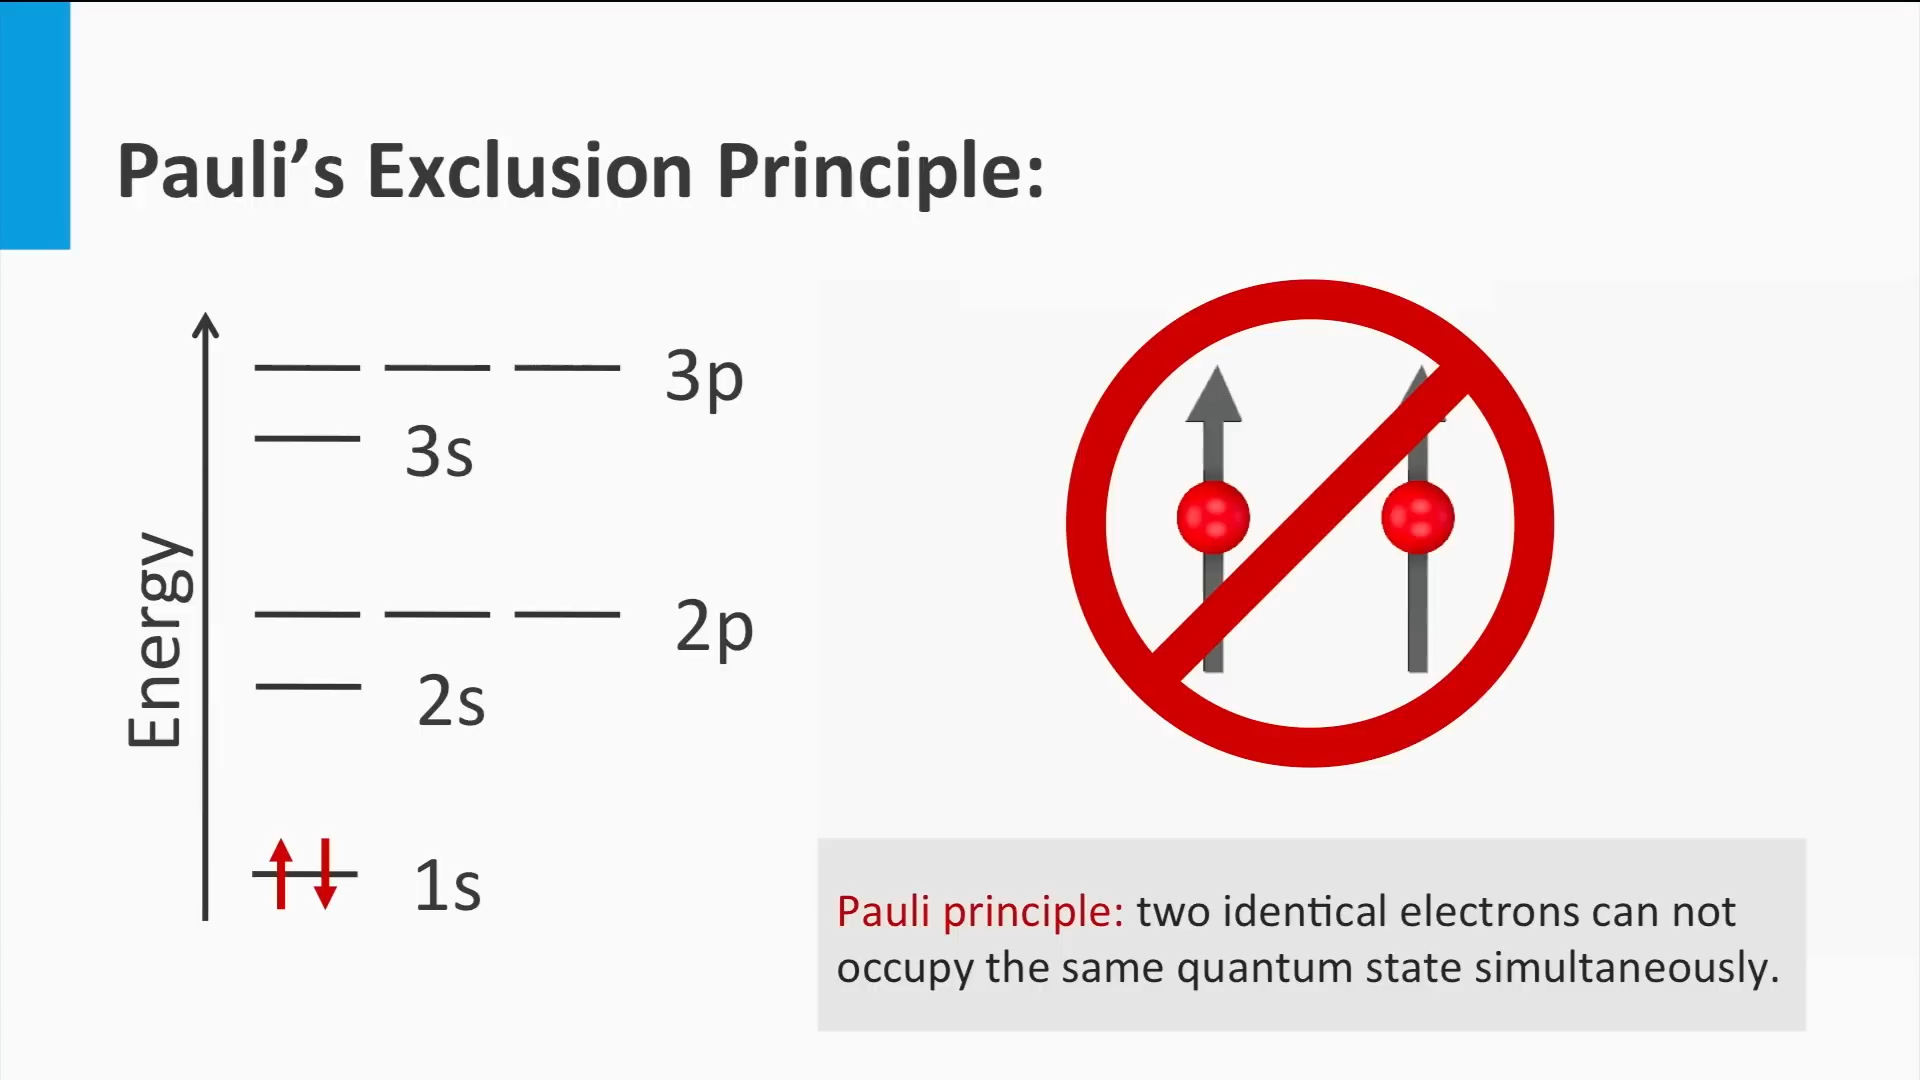 Pauli’s Exclusion Principle:
3p
3s
Energy
2p
2s
1s
Pauli principle: two identical electrons can not
occupy the same quantum state simultaneously.